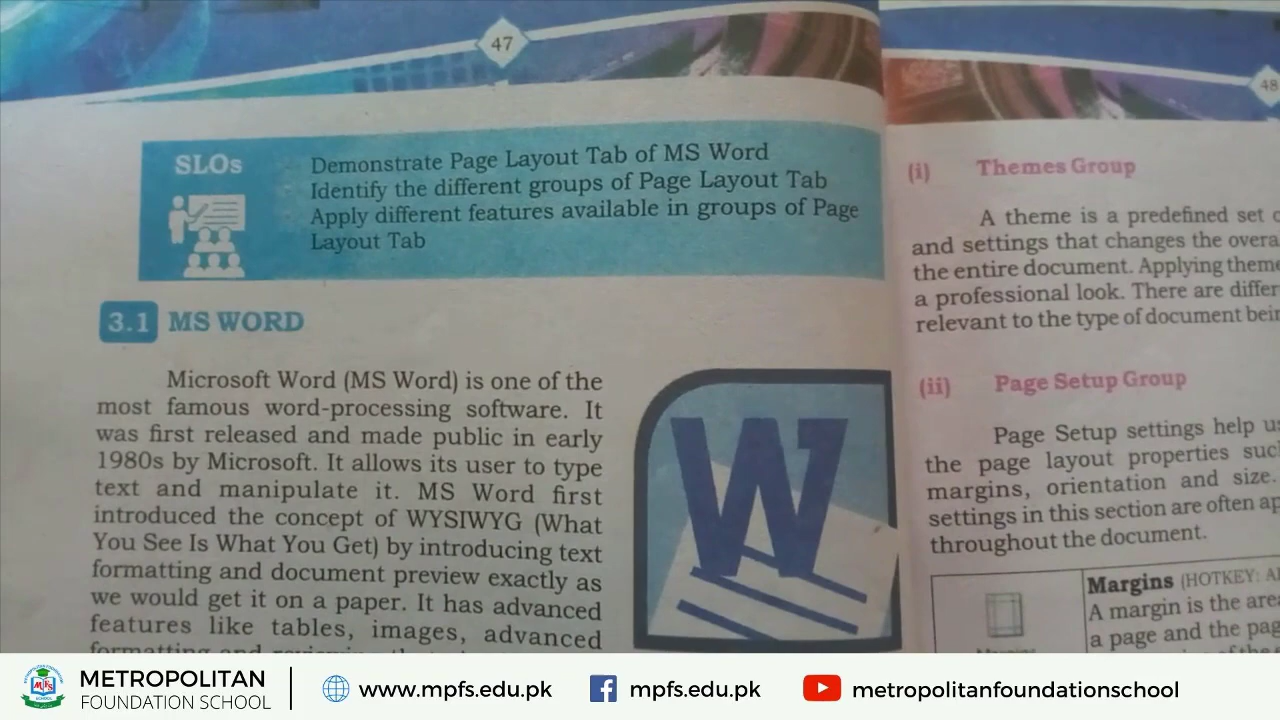 47
SLOs
Demonstrate Page Layout Tab of MS Word
Identify the different groups of Page Layout Tab
Apply different features available in groups of Page
Layout Tab
3.1 MS WORD
Microsoft Word (MS Word) is one of the
most famous word-processing software. It
was first released and made public in early
1980s by Microsoft. It allows its user to type
text and manipulate it. MS Word first
introduced the concept of WYSIWYG (What
You See Is What You Get) by introducing text
formatting and document preview exactly as
we would get it on a paper. It has advanced
features like tables, images, advanced
formatting and
W
48
(i) Themes Group
A theme is a predefined set
and settings that changes the
the entire document. Applying
a professional look. There are
relevant to the type of document
(ii) Page Setup Group
Page Setup settings help
the page layout properties
margins, orientation and size.
settings in this section are often
throughout the document.
Margins (HOTKEY:
A margin is the
a page and the
METROPOLITAN
FOUNDATION SCHOOL
www.mpfs.edu.pk
mpfs.edu.pk
metropolitanfoundationschool